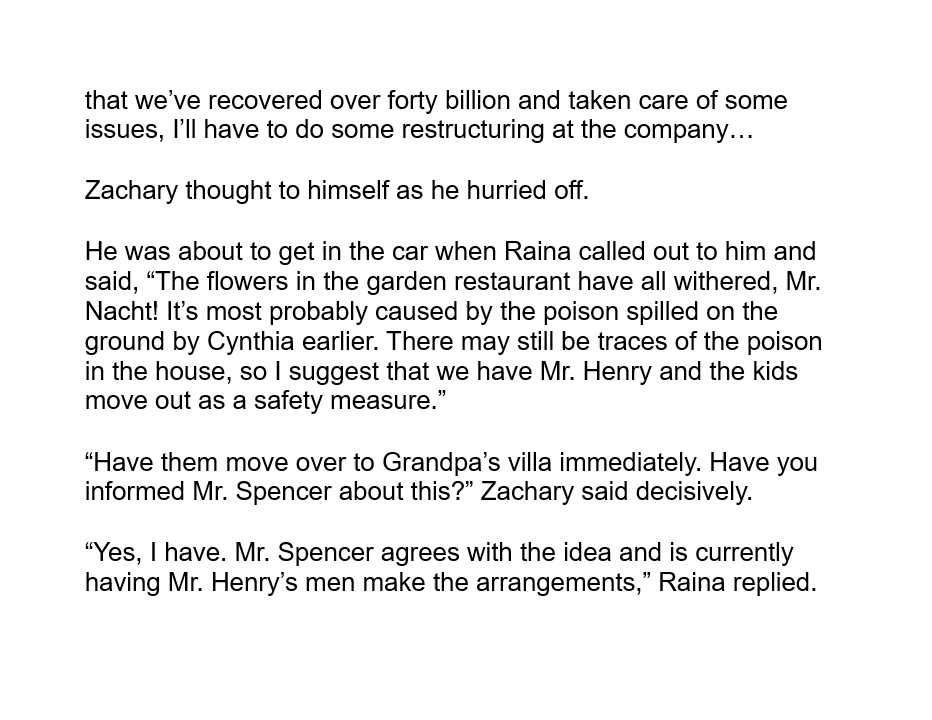 that we’ve recovered over forty billion and taken care of some
issues, I’ll have to do some restructuring at the company…
Zachary thought to himself as he hurried off.
He was about to get in the car when Raina called out to him and
said, “The flowers in the garden restaurant have all withered, Mr.
Nacht! It’s most probably caused by the poison spilled on the
ground by Cynthia earlier. There may still be traces of the poison
in the house, so I suggest that we have Mr. Henry and the kids
move out as a safety measure.”
“Have them move over to Grandpa’s villa immediately. Have you
informed Mr. Spencer about this?” Zachary said decisively.
“Yes, I have. Mr. Spencer agrees with the idea and is currently
having Mr. Henry’s men make the arrangements,” Raina replied.